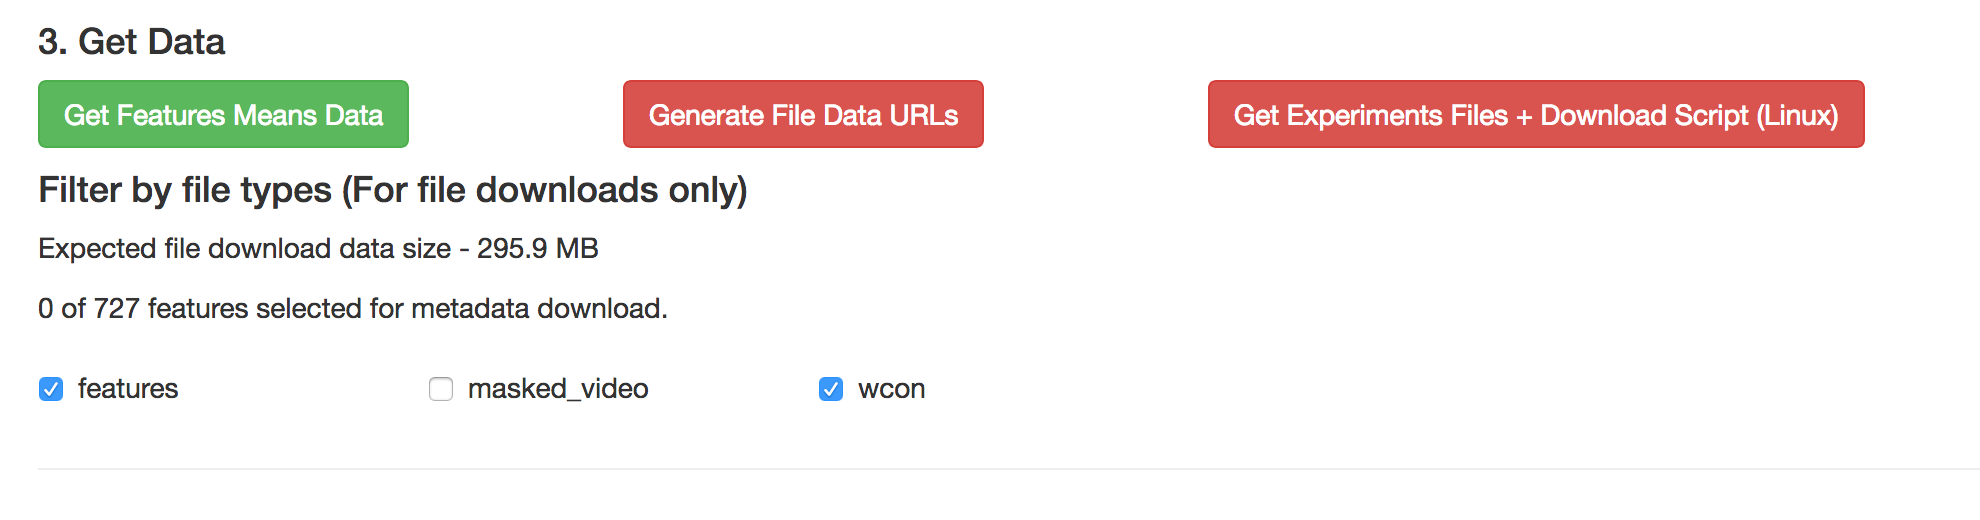 3. Get Data
Get Features Means Data
Generate File Data URLs
Get Experiments Files + Download Script (Linux)
Filter by file types (For file downloads only)
Expected file download data size - 295.9 MB
0 of 727 features selected for metadata download.
features
masked_video
wcon